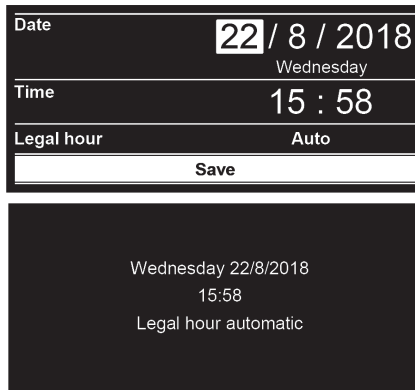 Date 22 / 8 / 2018
Wednesday
Time 15 : 58
Legal hour Auto
Save
Wednesday 22/8/2018
15:58
Legal hour automatic